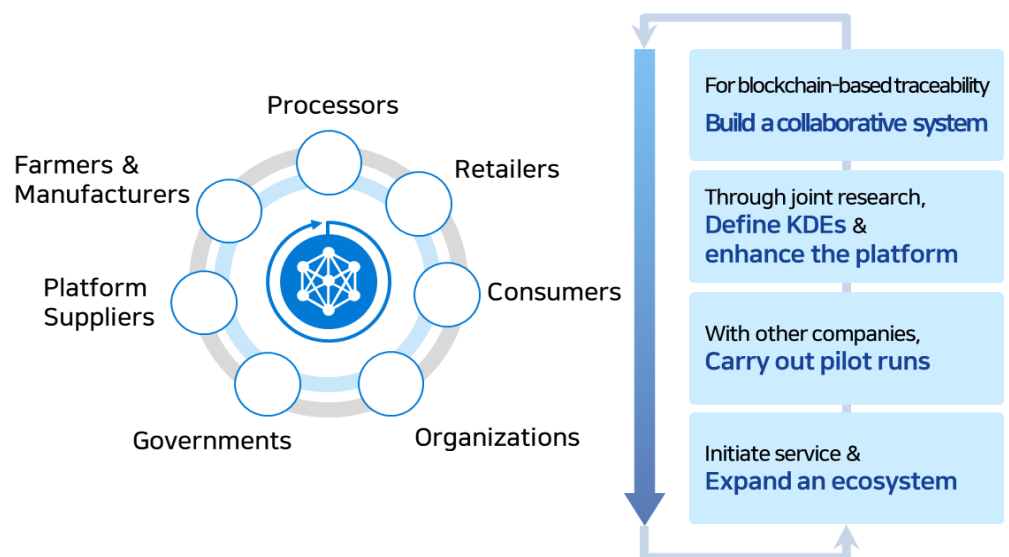 Processors
Farmers &
Manufacturers
Retailers
Platform
Suppliers
Consumers
Governments
Organizations
For blockchain-based traceability
Build a collaborative system
Through joint research,
Define KDEs &
enhance the platform
With other companies,
Carry out pilot runs
Initiate service &
Expand an ecosystem